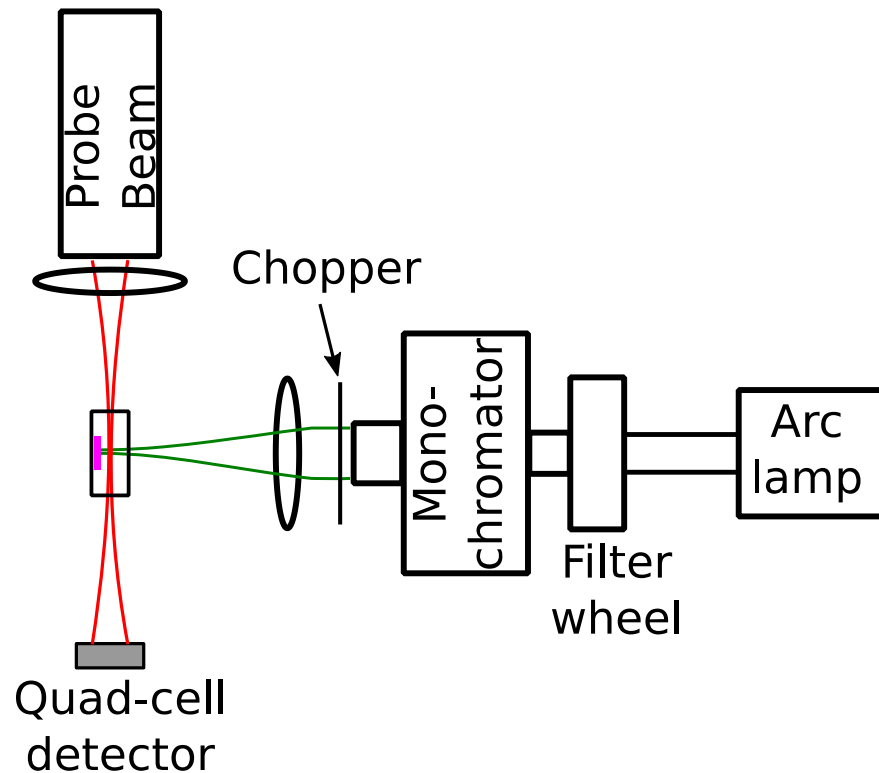 Probe
Beam
Chopper
Mono-
chromator
Filter
wheel
Arc
lamp
Quad-cell
detector